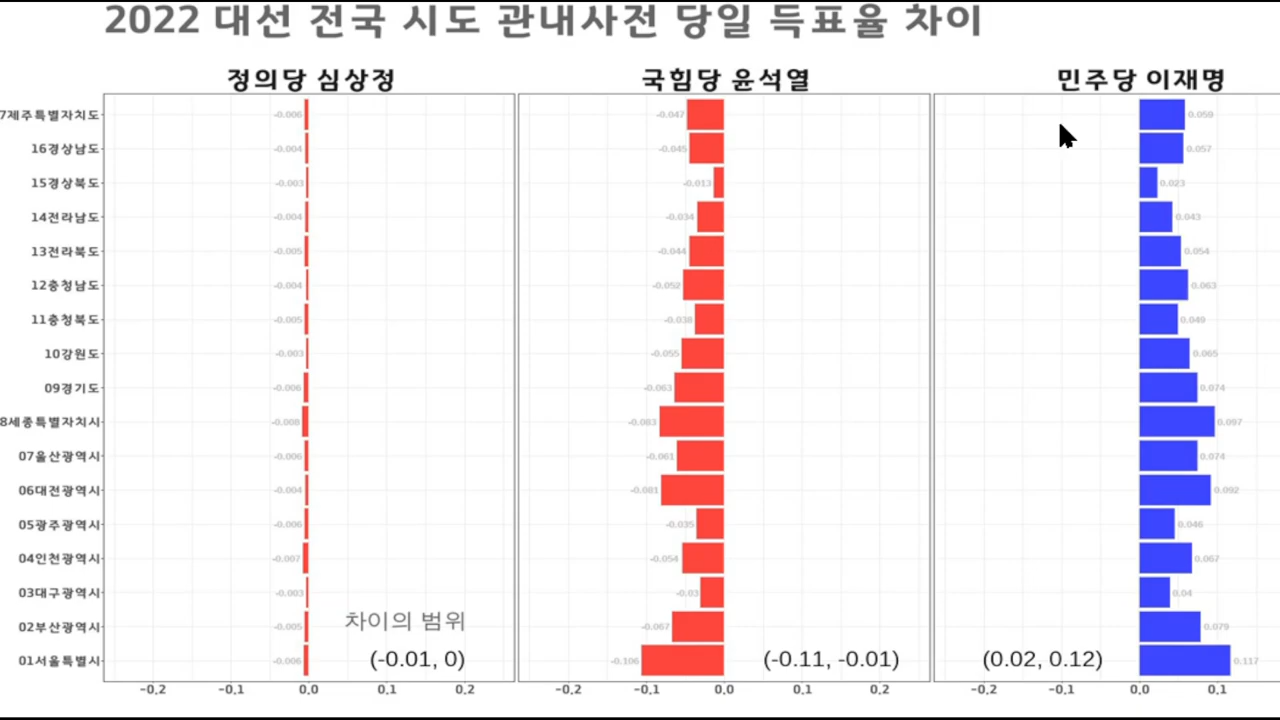 2022 대선 전국 시도 관내사전 당일 득표율 차이
정의당 심상정 국힘당 윤석열 민주당 이재명
7제주특별자치도 -0.006 -0.047 0.059
16경상남도 -0.004 -0.045 0.057
15경상북도 -0.003 -0.013 0.023
14전라남도 -0.004 -0.034 0.043
13전라북도 -0.005 -0.044 0.054
12충청남도 -0.004 -0.052 0.063
11충청북도 -0.005 -0.038 0.049
10강원도 -0.003 -0.055 0.065
09경기도 -0.006 -0.063 0.074
8세종특별자치시 -0.008 -0.083 0.097
07울산광역시 -0.006 -0.061 0.074
06대전광역시 -0.004 -0.081 0.092
05광주광역시 -0.006 -0.035 0.046
04인천광역시 -0.007 -0.054 0.067
03대구광역시 -0.003 -0.03 0.04
차이의 범위
02부산광역시 -0.005 -0.067 0.079
01서울특별시 -0.006 (-0.01, 0) -0.106 (-0.11, -0.01) (0.02, 0.12) 0.117
-0.2 -0.1 0.0 0.1 0.2 -0.2 -0.1 0.0 0.1 0.2 -0.2 -0.1 0.0 0.1